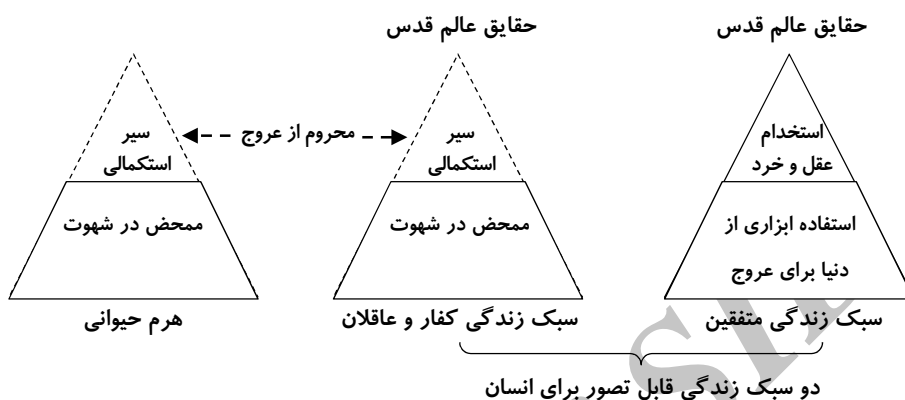 حقایق عالم قدس
حقایق عالم قدس
استخدام
عقل و خرد
سیر
استکمالی
محروم از عروج
سیر
استکمالی
استفاده ابزاری از
دنیا برای عروج
ممحض در شهوت
ممحض در شهوت
سبک زندگی متفقین
سبک زندگی کفار و عاقلان
هرم حیوانی
دو سبک زندگی قابل تصور برای انسان